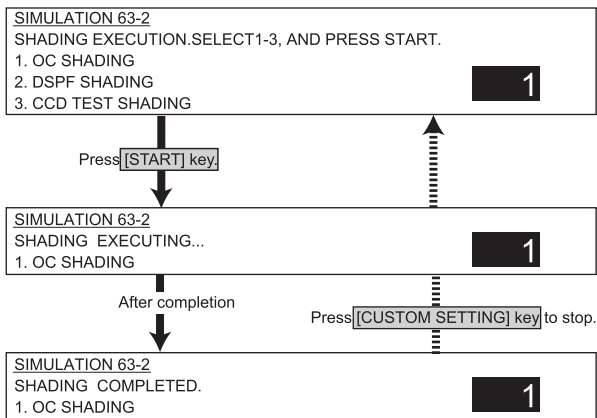 SIMULATION 63-2
SHADING EXECUTION.SELECT1-3, AND PRESS START.
1. OC SHADING
2. DSPF SHADING
3. CCD TEST SHADING
1
Press [START] key.
SIMULATION 63-2
SHADING EXECUTING...
1. OC SHADING
1
After completion
Press [CUSTOM SETTING] key to stop.
SIMULATION 63-2
SHADING COMPLETED.
1. OC SHADING
1